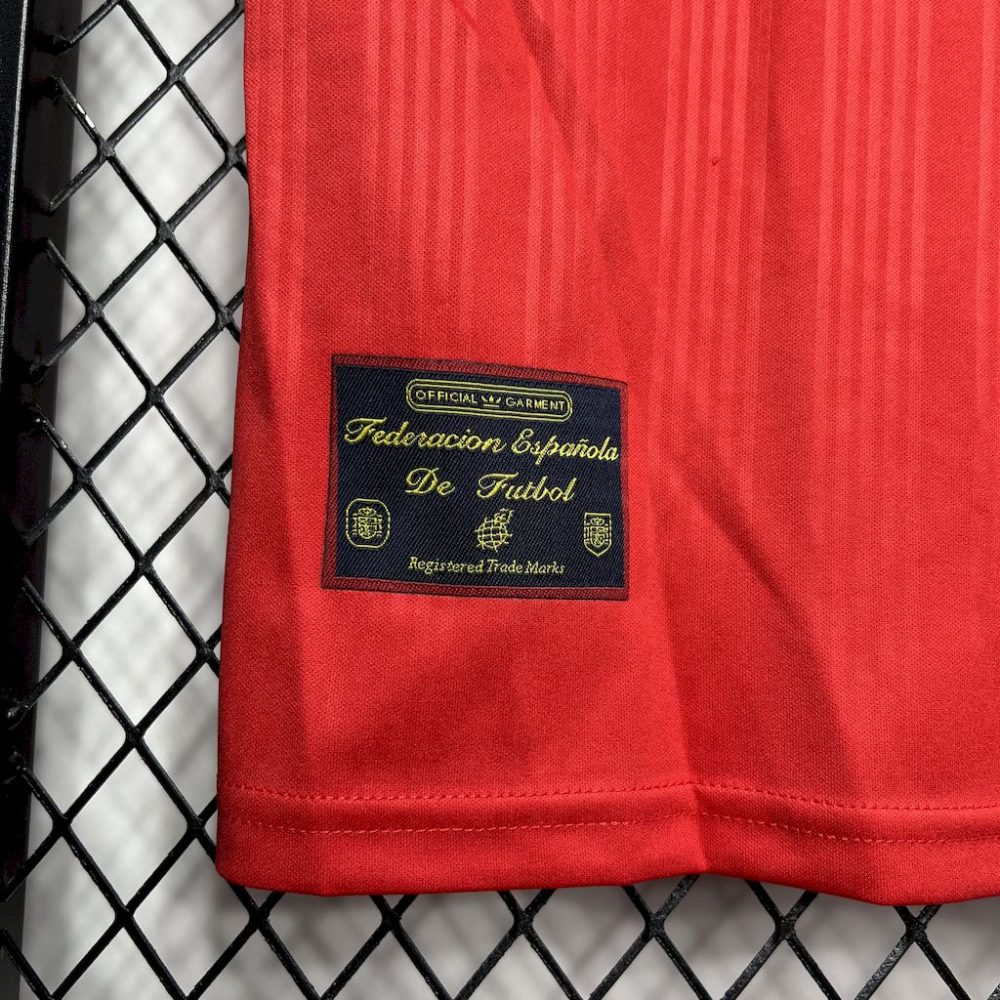 OFFICIAL GARMENT
Federacion Española
De Futbol
Registered Trade Marks